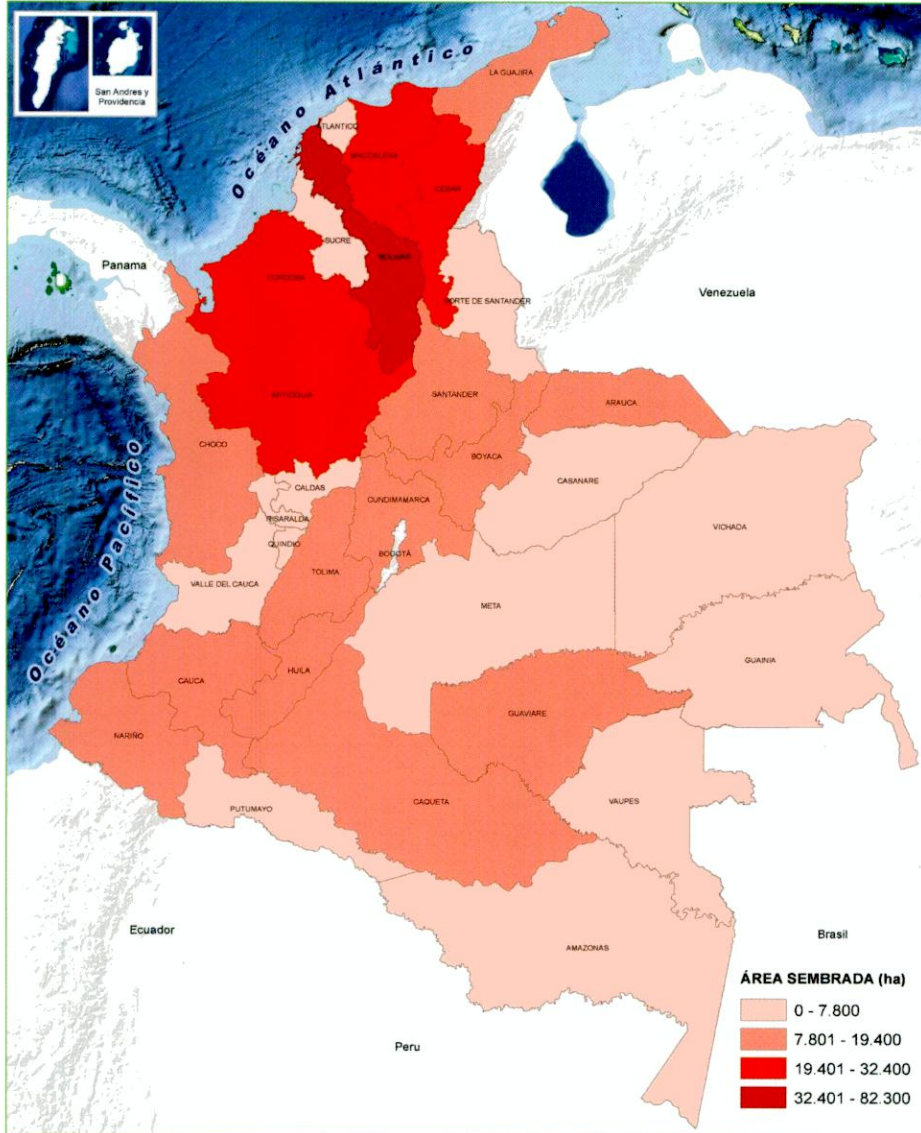 San Andres y
Providencia
Océano Atlántico
LA GUAJIRA
ATLANTICO
MAGDALENA
CESAR
SUCRE
BOLIVAR
CORDOBA
Panama
Venezuela
NORTE DE SANTANDER
ANTIOQUIA
SANTANDER
ARAUCA
CHOCO
BOYACA
CASANARE
CALDAS
CUNDIMAMARCA
RISARALDA
VICHADA
QUINDIO
BOGOTÁ
TOLIMA
VALLE DEL CAUCA
META
Océano Pacífico
GUAINIA
HUILA
CAUCA
GUAVIARE
NARIÑO
VAUPES
CAQUETA
PUTUMAYO
Ecuador
Brasil
AMAZONAS
Peru
ÁREA SEMBRADA (ha)
0 - 7.800
7.801 - 19.400
19.401 - 32.400
32.401 - 82.300